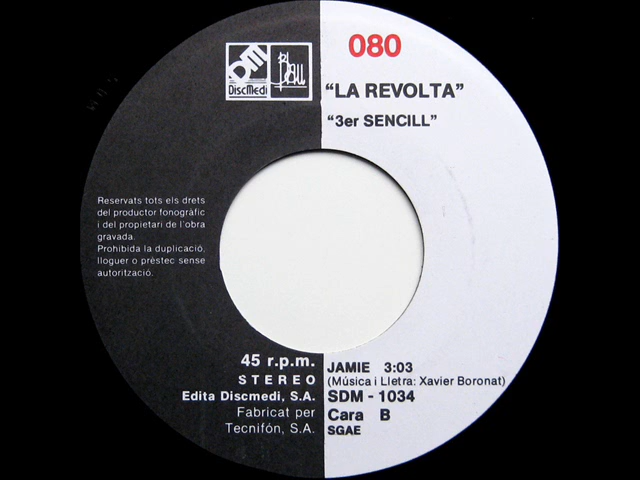 080
DM
DiscMedi
Blau
"LA REVOLTA"
"3er SENCILL"
Reservats tots els drets
del productor fonogràfic
i del propietari de l'obra
gravada.
Prohibida la duplicació,
lloguer o prèstec sense
autorització.
45 r.p.m.
STEREO
Edita Discmedi, S.A.
Fabricat per
Tecnifón, S.A.
JAMIE 3:03
(Música i Lletra: Xavier Boronat)
SDM - 1034
Cara B
SGAE